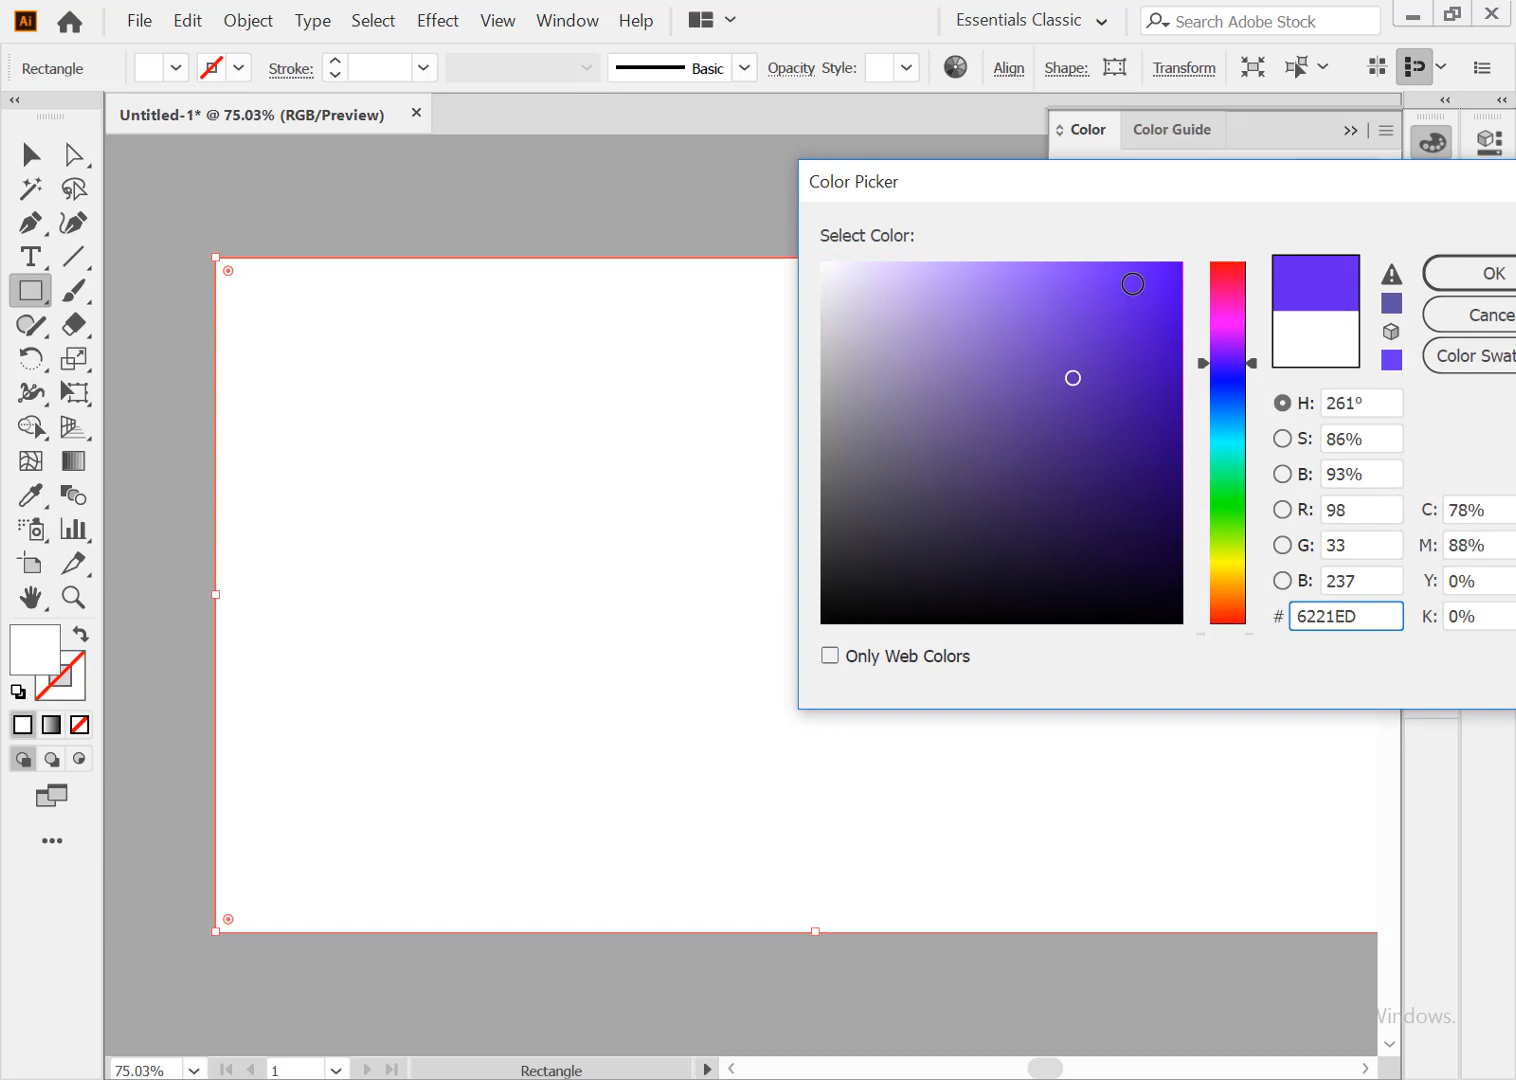 Ai File Edit Object Type Select Effect View Window Help Essentials Classic Search Adobe Stock
Rectangle Stroke: Basic Opacity Style: Align Shape: Transform
Untitled-1* @ 75.03% (RGB/Preview)
Color Color Guide
Color Picker
Select Color:
OK
Cance
Color Swat
H: 261°
S: 86%
B: 93%
R: 98 C: 78%
G: 33 M: 88%
B: 237 Y: 0%
# 6221ED K: 0%
Only Web Colors
Windows.
75.03% 1 Rectangle